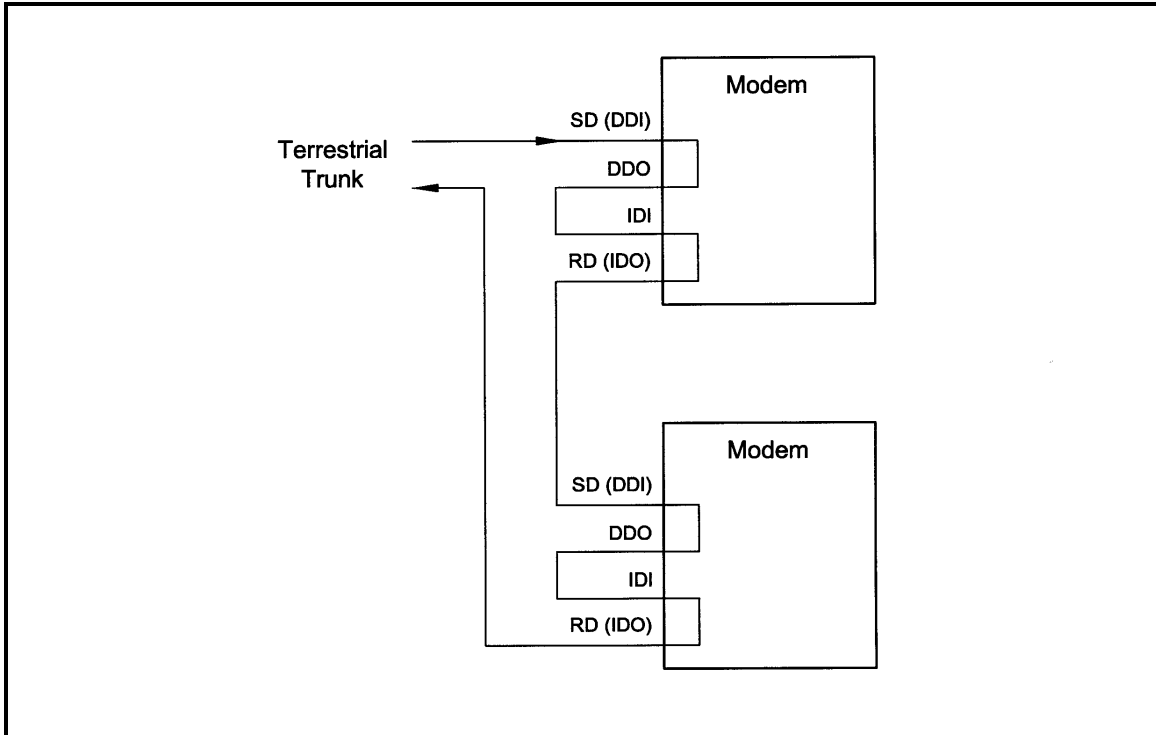 Modem
SD (DDI)
Terrestrial
Trunk
DDO
IDI
RD (IDO)
Modem
SD (DDI)
DDO
IDI
RD (IDO)